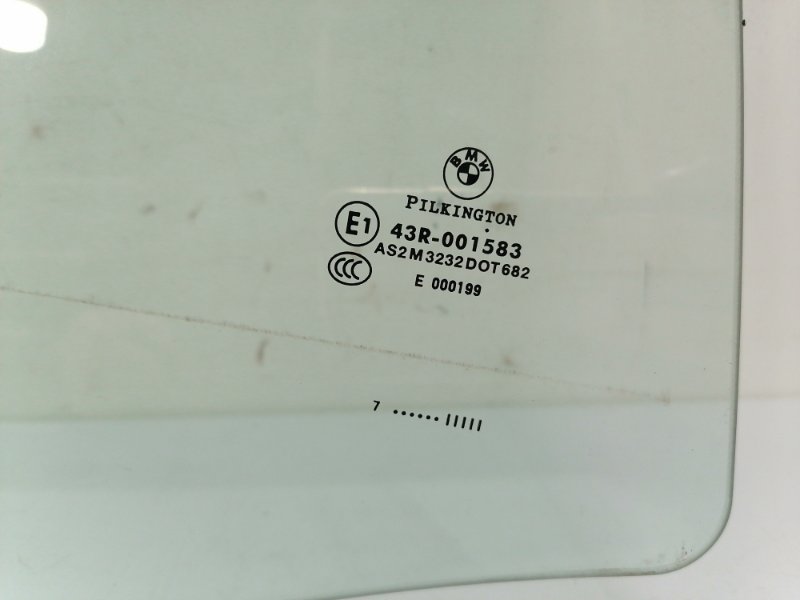 BMW
PILKINGTON
E1 43R-001583
AS2M3232DOT682
CCC
E 000199
7 ......IIIII